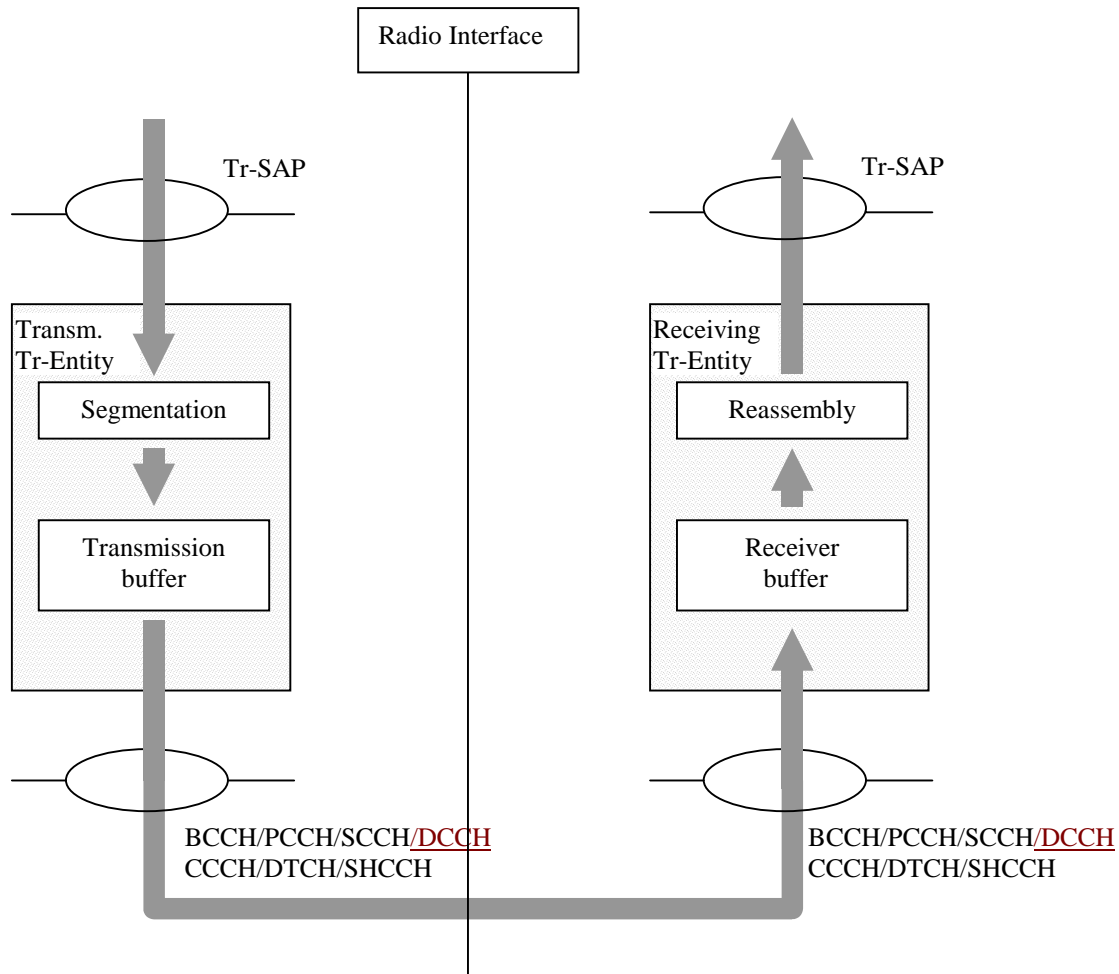 Radio Interface
Tr-SAP
Tr-SAP
Transm.
Tr-Entity
Segmentation
Transmission
buffer
Receiving
Tr-Entity
Reassembly
Receiver
buffer
BCCH/PCCH/SCCH/DCCH
CCCH/DTCH/SHCCH
BCCH/PCCH/SCCH/DCCH
CCCH/DTCH/SHCCH